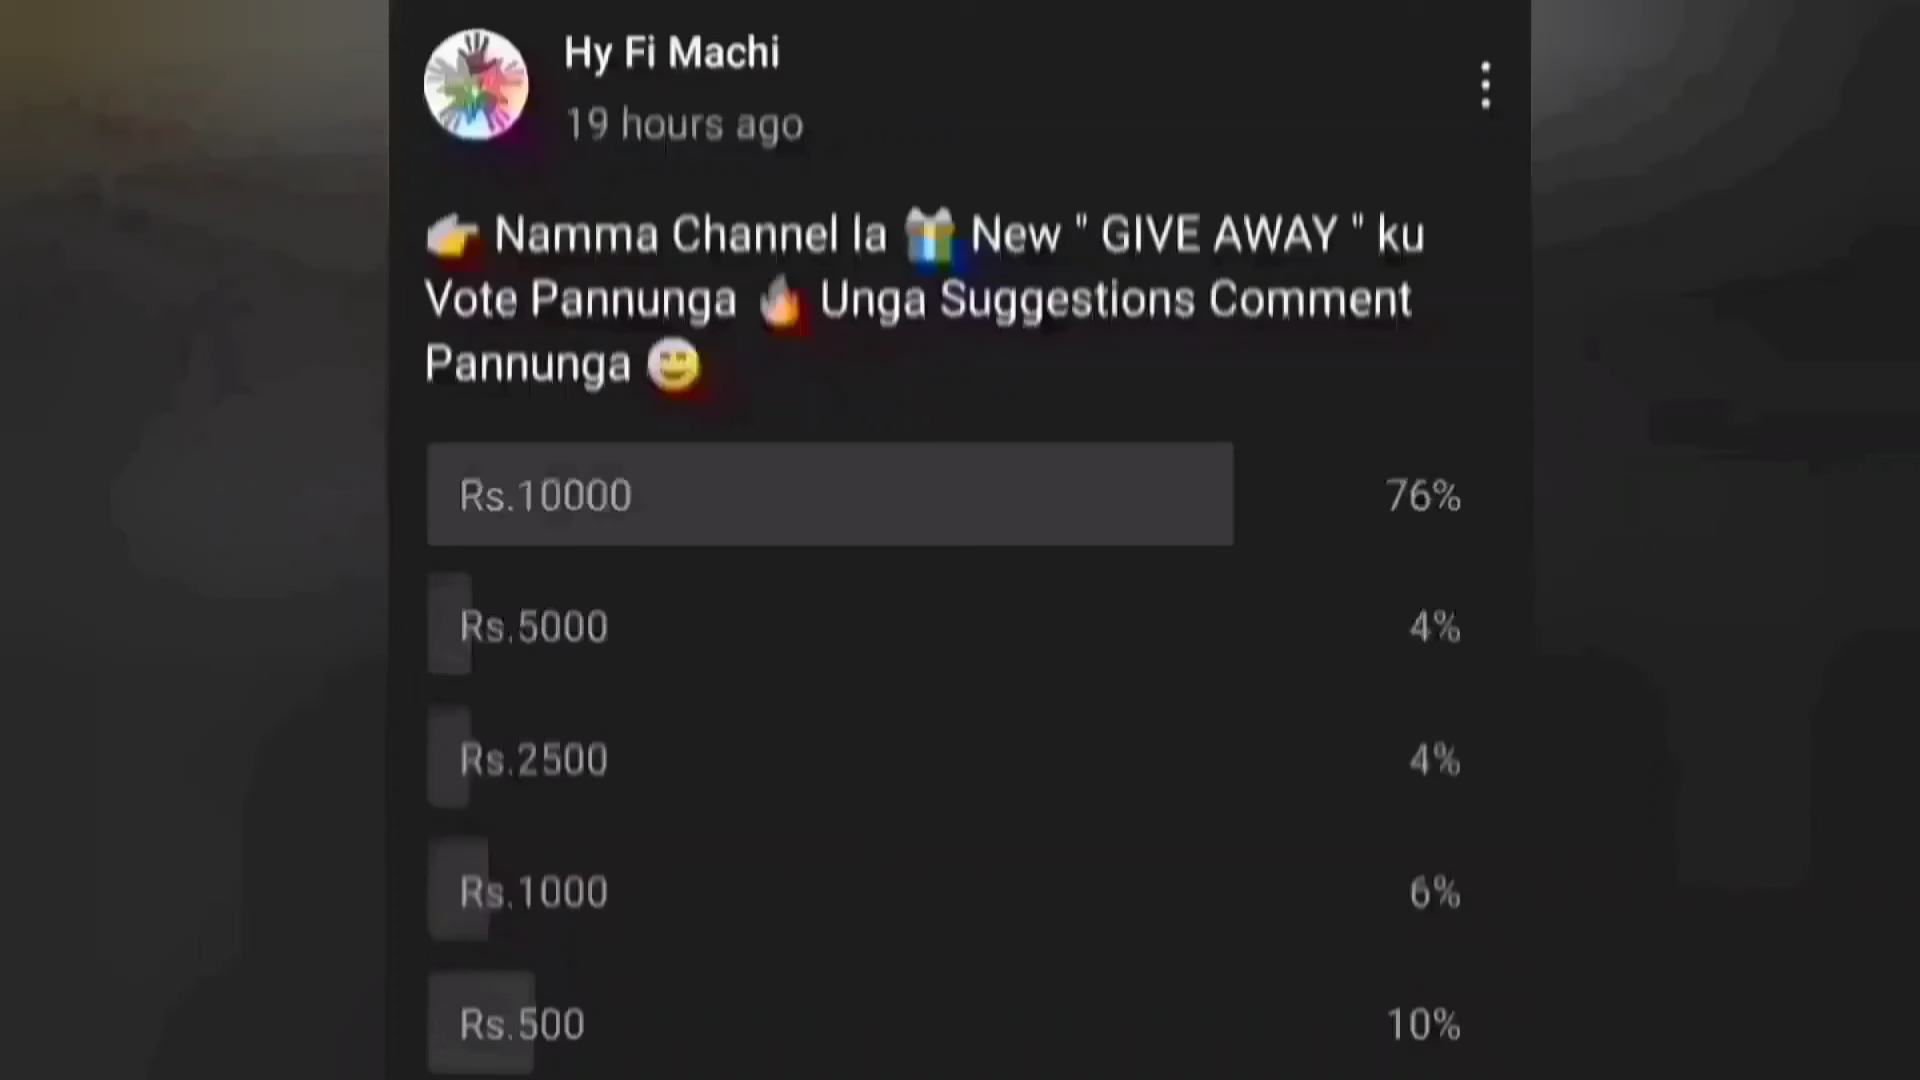 Hy Fi Machi
19 hours ago
👉 Namma Channel la 🎁 New " GIVE AWAY " ku
Vote Pannunga 🔥 Unga Suggestions Comment
Pannunga 😊
Rs.10000 76%
Rs.5000 4%
Rs.2500 4%
Rs.1000 6%
Rs.500 10%